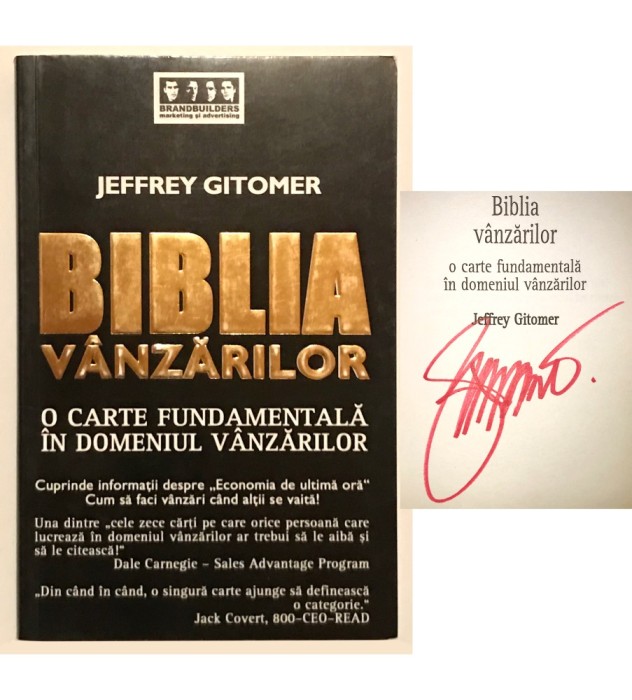 BRANDBUILDERS
marketing și advertising
JEFFREY GITOMER
BIBLIA
VÂNZĂRILOR
O CARTE FUNDAMENTALĂ
ÎN DOMENIUL VÂNZĂRILOR
Cuprinde informații despre „Economia de ultimă oră“
Cum să faci vânzări când alții se vaită!
Una dintre „cele zece cărți pe care orice persoană care
lucrează în domeniul vânzărilor ar trebui să le aibă și
să le citească!“
Dale Carnegie – Sales Advantage Program
„Din când în când, o singură carte ajunge să definească
o categorie.“
Jack Covert, 800-CEO-READ
Biblia
vânzărilor
o carte fundamentală
în domeniul vânzărilor
Jeffrey Gitomer